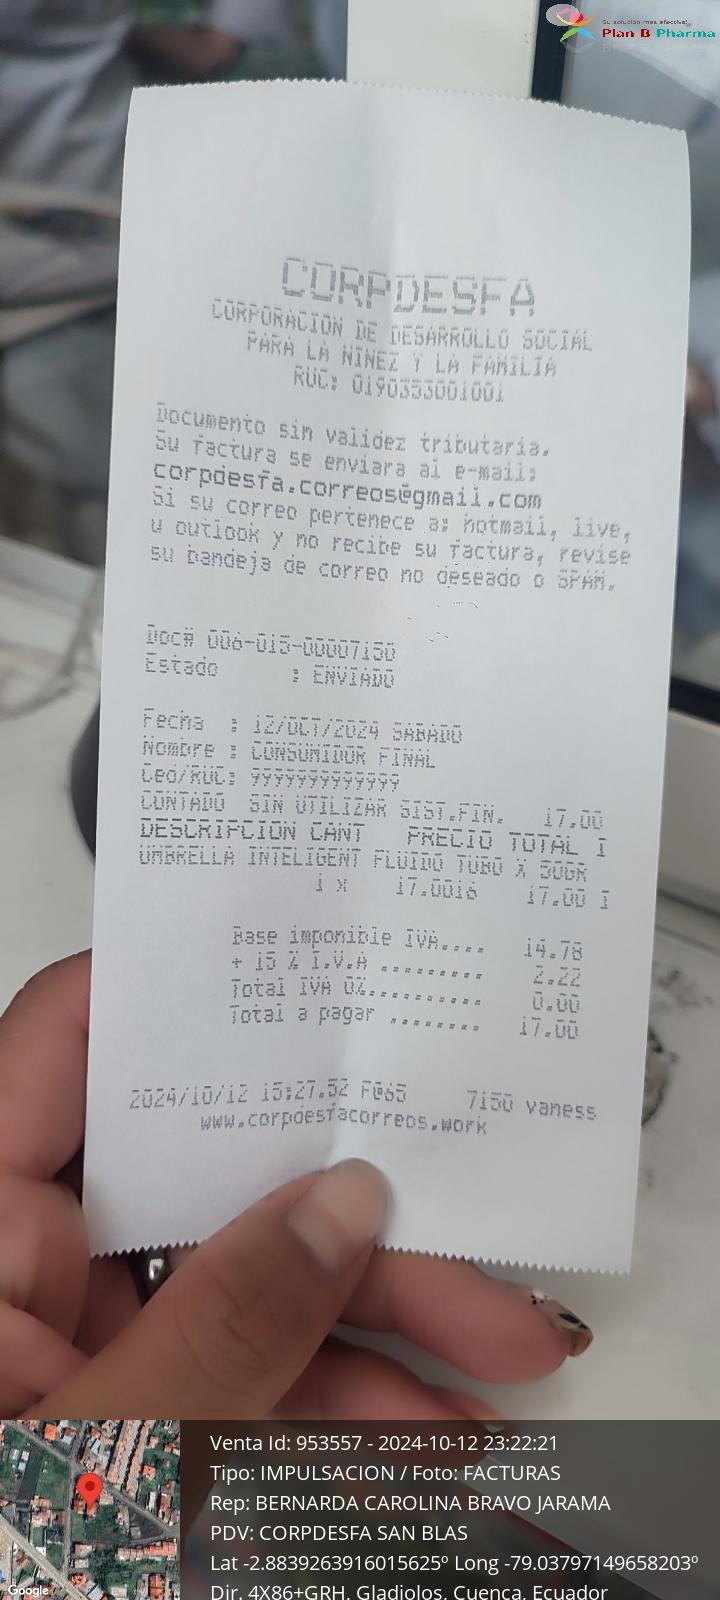 Su solución más efectiva!
Plan B Pharma
CORPDESFA
CORPORACION DE DESARROLLO SOCIAL
PARA LA NIÑEZ Y LA FAMILIA
RUC: 0190353001001
Documento sin validez tributaria.
Su factura se enviara al e-mail:
corpdesfa.correos@gmail.com
Si su correo pertenece a: hotmail, live,
u outlook y no recibe su factura, revise
su bandeja de correo no deseado o SPAM.
Doc# 006-015-00007150
Estado : ENVIADO
Fecha : 12/OCT/2024 SABADO
Nombre : CONSUMIDOR FINAL
Ced/RUC: 9999999999999
CONTADO SIN UTILIZAR SIST.FIN. 17.00
DESCRIPCION CANT PRECIO TOTAL I
UMBRELLA INTELIGENT FLUIDO TUBO X 50GR
1 x 17.0016 17.00 I
Base imponible IVA.... 14.78
+ 15 % I.V.A ......... 2.22
Total IVA 0%.......... 0.00
Total a pagar ........ 17.00
2024/10/12 15:27.52 F@65 7150 vaness
www.corpdesfacorreos.work
Google
Venta Id: 953557 - 2024-10-12 23:22:21
Tipo: IMPULSACION / Foto: FACTURAS
Rep: BERNARDA CAROLINA BRAVO JARAMA
PDV: CORPDESFA SAN BLAS
Lat -2.8839263916015625º Long -79.03797149658203º
Dir. 4X86+GRH, Gladiolos, Cuenca, Ecuador